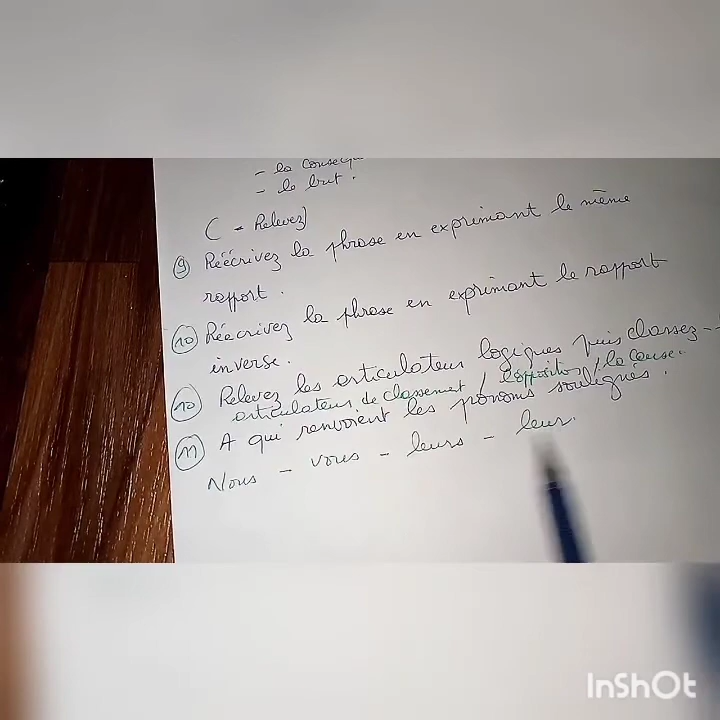 - la conséqu
- le but.
C - Relevez)
9 Réécrivez la phrase en exprimant le même
rapport.
10 Réecrivez la phrase en exprimant le rapport
inverse.
10 Relevez les articulateurs logiques puis classez-
articulateurs de classement / l'opposition / la cause.
11 A qui renvoient les pronoms soulignés.
Nous - vous - leurs - leur.
InShOt